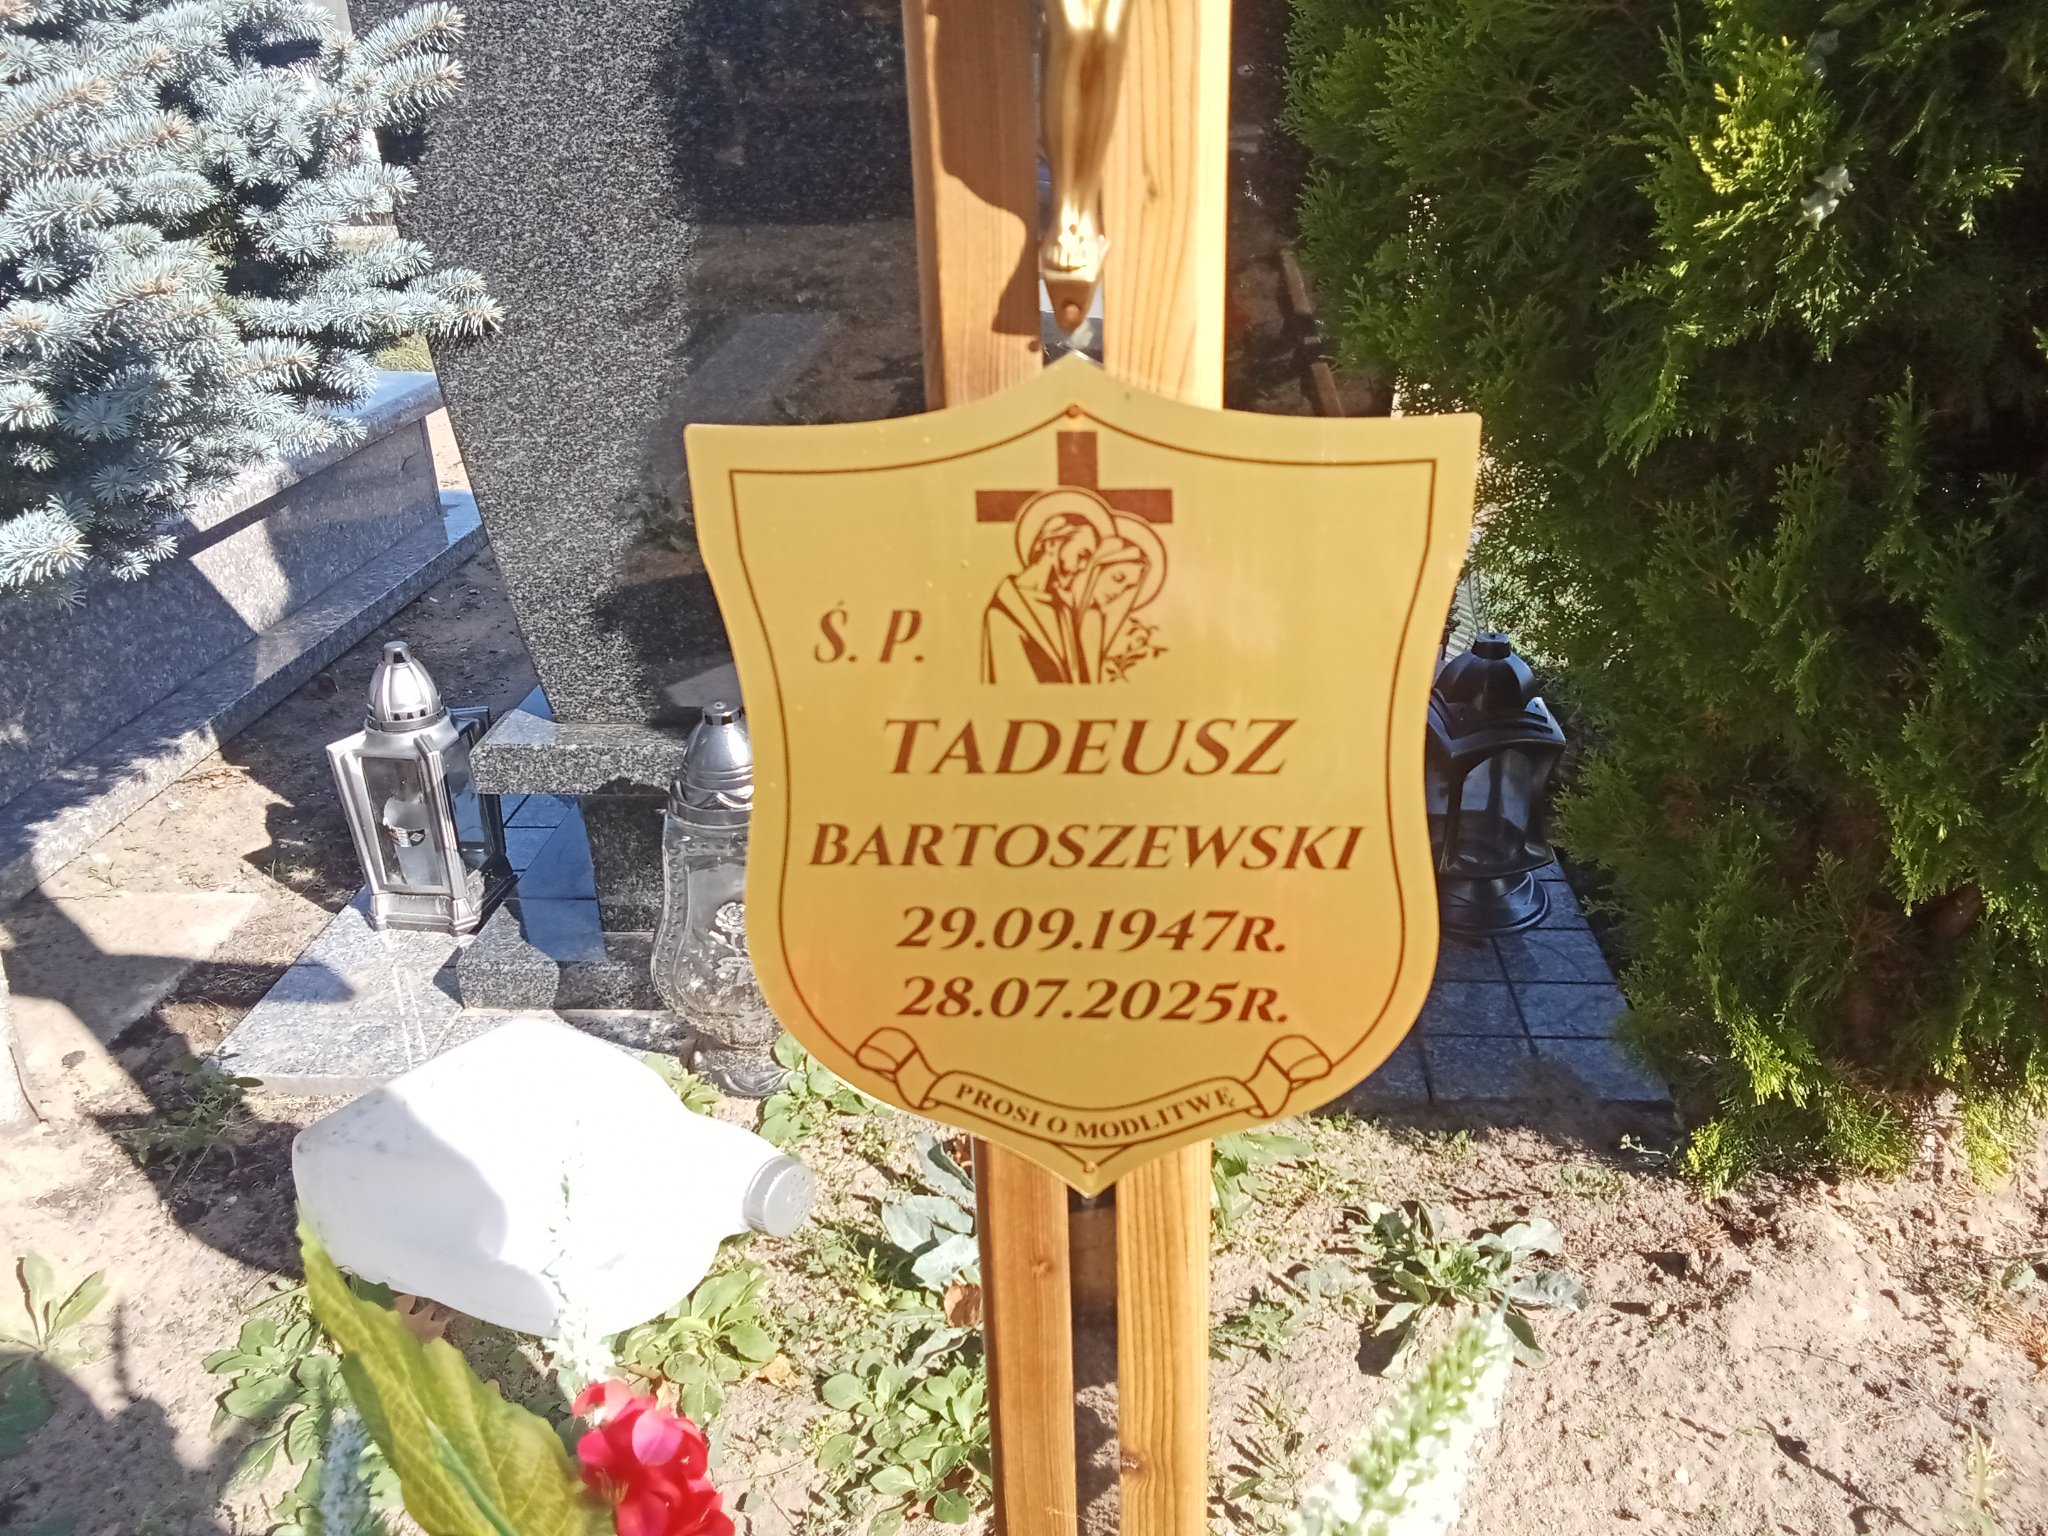 Ś. P.
TADEUSZ
BARTOSZEWSKI
29.09.1947R.
28.07.2025R.
PROSI O MODLITWĘ